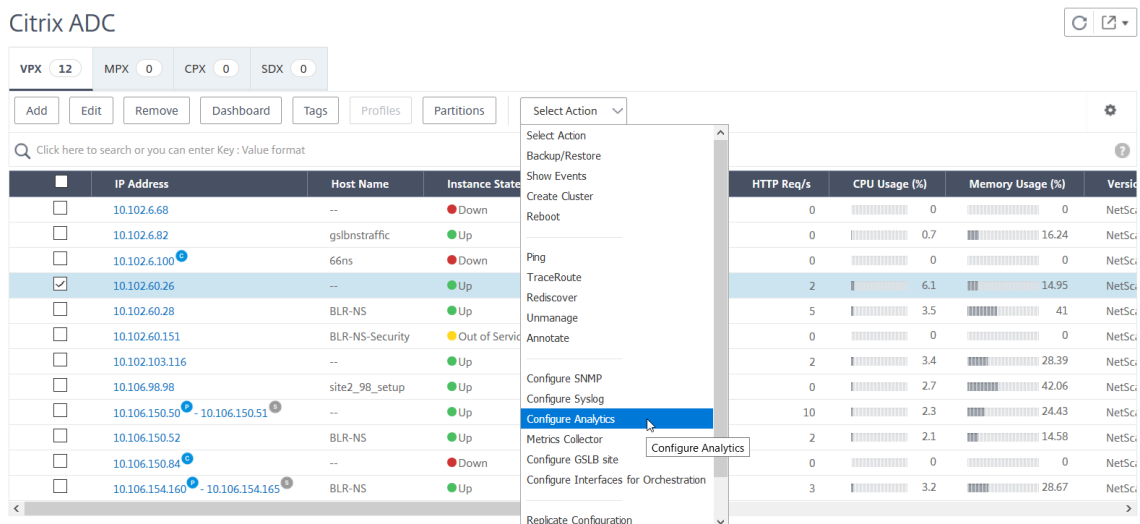 Citrix ADC
VPX 12 MPX 0 CPX 0 SDX 0
Add Edit Remove Dashboard Tags Profiles Partitions Select Action
Click here to search or you can enter Key : Value format
Select Action
Backup/Restore
Show Events
Create Cluster
Reboot
Ping
TraceRoute
Rediscover
Unmanage
Annotate
Configure SNMP
Configure Syslog
Configure Analytics
Metrics Collector
Configure GSLB site
Configure Interfaces for Orchestration
Replicate Configuration
Configure Analytics
IP Address Host Name Instance State HTTP Req/s CPU Usage (%) Memory Usage (%) Versio
10.102.6.68 -- Down 0 0 0 NetSca
10.102.6.82 gslbnstraffic Up 0 0.7 16.24 NetSca
10.102.6.100 C 66ns Down 0 0 0 NetSca
10.102.60.26 -- Up 2 6.1 14.95 NetSca
10.102.60.28 BLR-NS Up 5 3.5 41 NetSca
10.102.60.151 BLR-NS-Security Out of Servic 0 0 0 NetSca
10.102.103.116 -- Up 2 3.4 28.39 NetSca
10.106.98.98 site2_98_setup Up 0 2.7 42.06 NetSca
10.106.150.50 P - 10.106.150.51 S -- Up 10 2.3 24.43 NetSca
10.106.150.52 BLR-NS Up 2 2.1 14.58 NetSca
10.106.150.84 C -- Down 0 0 0 NetSca
10.106.154.160 P - 10.106.154.165 S BLR-NS Up 3 3.2 28.67 NetSca